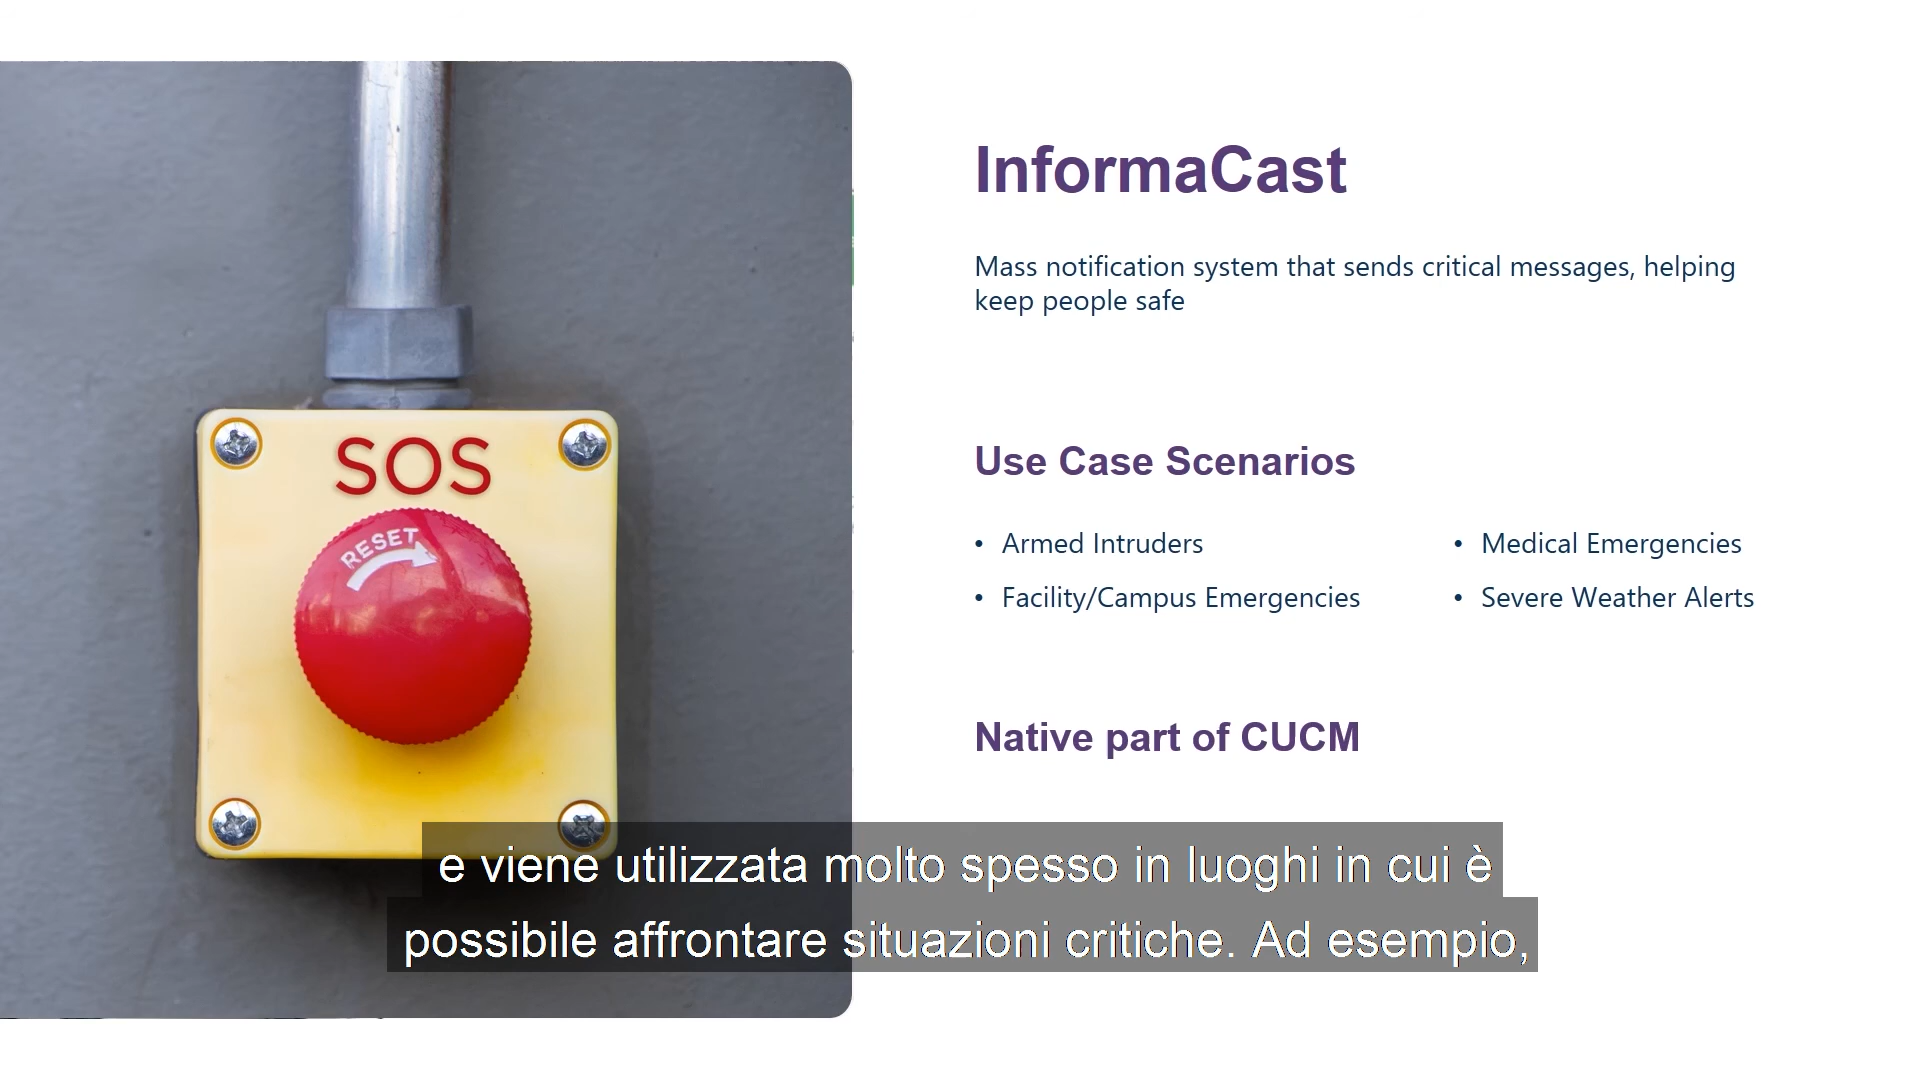 SOS
RESET
InformaCast
Mass notification system that sends critical messages, helping
keep people safe
Use Case Scenarios
• Armed Intruders
• Facility/Campus Emergencies
• Medical Emergencies
• Severe Weather Alerts
Native part of CUCM
e viene utilizzata molto spesso in luoghi in cui è
possibile affrontare situazioni critiche. Ad esempio,